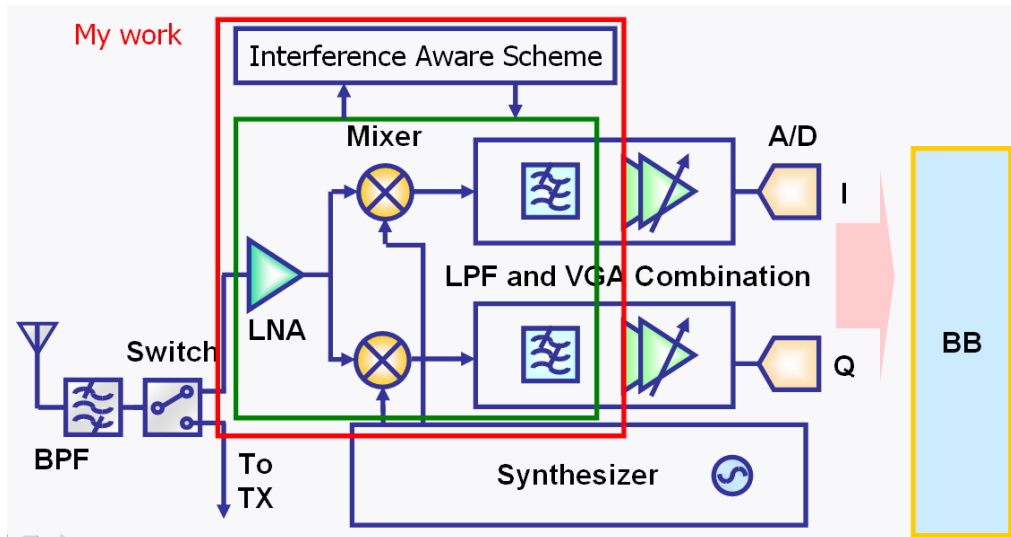 My work
Interference Aware Scheme
Mixer
A/D
I
LPF and VGA Combination
LNA
Switch
BB
Q
BPF
To
TX
Synthesizer